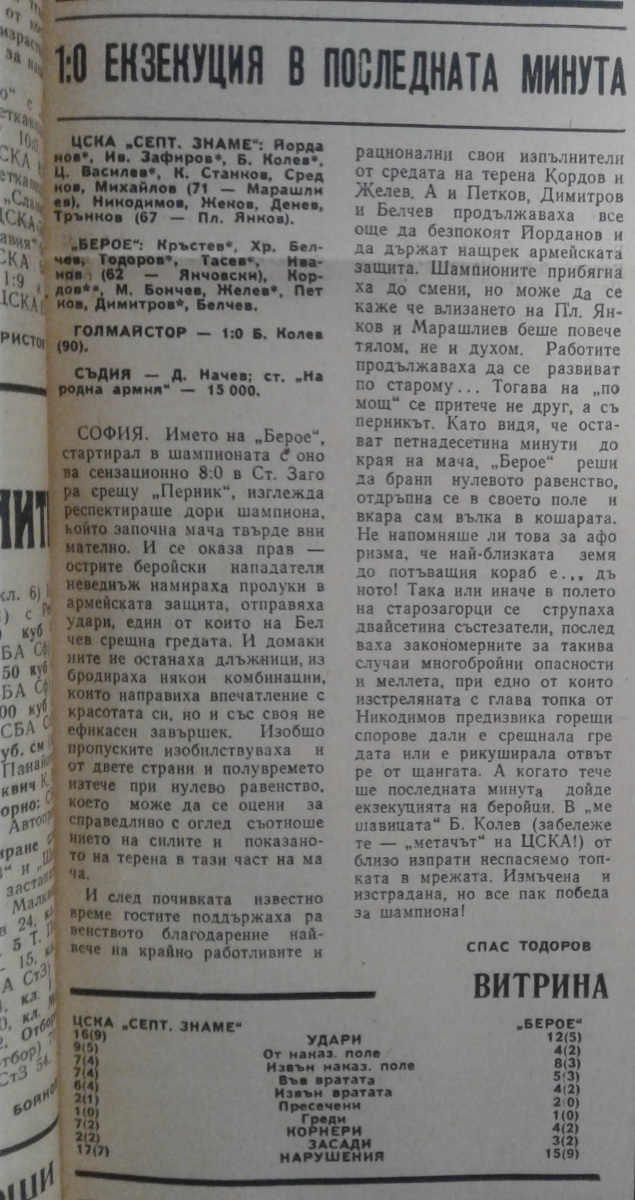 1:0 ЕКЗЕКУЦИЯ В ПОСЛЕДНАТА МИНУТА
ЦСКА „СЕПТ. ЗНАМЕ“: Йорда
нов*, Ив. Зафиров*, Б. Колев*,
Ц. Василев*, К. Станков, Сред
ков, Михайлов (71 — Марашли
ев), Никодимов, Жеков, Денев,
Трънков (67 — Пл. Янков).
„БЕРОЕ“: Кръстев*, Хр. Бел-
чев, Тодоров*, Тасев*, Ива-
нов (62 — Янчовски), Кор-
дов**, М. Бончев, Желев*, Пет
ков, Димитров*, Белчев.
ГОЛМАЙСТОР — 1:0 Б. Колев
(90).
СЪДИЯ — Д. Начев; ст. „На
родна армия“ — 15 000.
СОФИЯ. Името на „Берое“,
стартирал в шампионата с оно
ва сензационно 8:0 в Ст. Заго
ра срещу „Перник“, изглежда
респектираше дори шампиона,
който започна мача твърде вни
мателно. И се оказа прав —
острите беройски нападатели
неведнъж намираха пролуки в
армейската защита, отправяха
удари, един от които на Бел
чев срещна гредата. И домаки
ните не останаха длъжници, из
бродираха някои комбинации,
които направиха впечатление с
красотата си, но и със своя не
ефикасен завършек. Изобщо
пропуските изобилствуваха и
от двете страни и полувремето
изтече при нулево равенство,
което може да се оцени за
справедливо с оглед съотноше
нието на силите и показано-
то на терена в тази част на ма
ча.
И след почивката известно
време гостите поддържаха ра
венството благодарение най-
вече на крайно работливите и
рационални свои изпълнители
от средата на терена Кордов и
Желев. А и Петков, Димитров
и Белчев продължаваха все
още да безпокоят Йорданов и
да държат нащрек армейската
защита. Шампионите прибягна
ха до смени, но може да се
каже че влизането на Пл. Ян-
ков и Марашлиев беше повече
тялом, не и духом. Работите
продължаваха да се развиват
по старому... Тогава на „по
мощ“ се притече не друг, а съ
перникът. Като видя, че оста-
ват петнадесетина минути до
края на мача, „Берое“ реши
да брани нулевото равенство,
отдръпна се в своето поле и
вкара сам вълка в кошарата.
Не напомняше ли това за афо
ризма, че най-близката земя
до потъващия кораб е... дъ
ното! Така или иначе в полето
на старозагорци се струпаха
двайсетина състезатели, послед
ваха закономерните за такива
случаи многобройни опасности
и меллета, при едно от които
изстреляната с глава топка от
Никодимов предизвика горещи
спорове дали е срещнала гре
дата или е рикуширала отвът
ре от щангата. А когато тече
ше последната минута дойде
екзекуцията на беройци. В „ме
шавицата“ Б. Колев (забележе
те — „метачът“ на ЦСКА!) от
близо изпрати неспасяемо топ-
ката в мрежата. Измъчена и
изстрадана, но все пак победа
за шампиона!
СПАС ТОДОРОВ
ВИТРИНА
ЦСКА „СЕПТ. ЗНАМЕ“ „БЕРОЕ“
16(9) УДАРИ 12(5)
9(5) От наказ. поле 4(2)
7(4) Извън наказ. поле 8(3)
7(4) Във вратата 5(3)
6(4) Извън вратата 4(2)
2(1) Пресечени 2(0)
1(0) Греди 1(0)
7(2) КОРНЕРИ 4(2)
2(2) ЗАСАДИ 3(2)
17(7) НАРУШЕНИЯ 15(9)